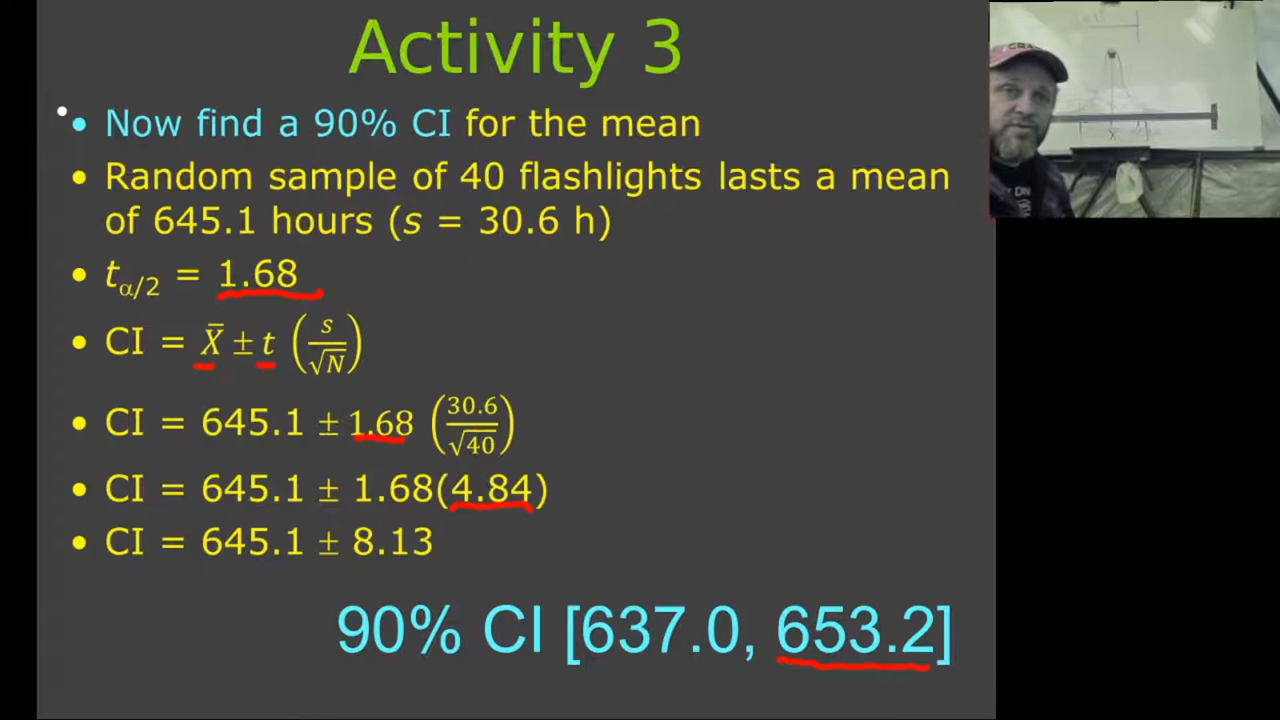 Activity 3
• Now find a 90% CI for the mean
• Random sample of 40 flashlights lasts a mean
of 645.1 hours (s = 30.6 h)
• tα/2 = 1.68
• CI = X̄ ± t (s/√N)
• CI = 645.1 ± 1.68 (30.6/√40)
• CI = 645.1 ± 1.68(4.84)
• CI = 645.1 ± 8.13
90% CI [637.0, 653.2]